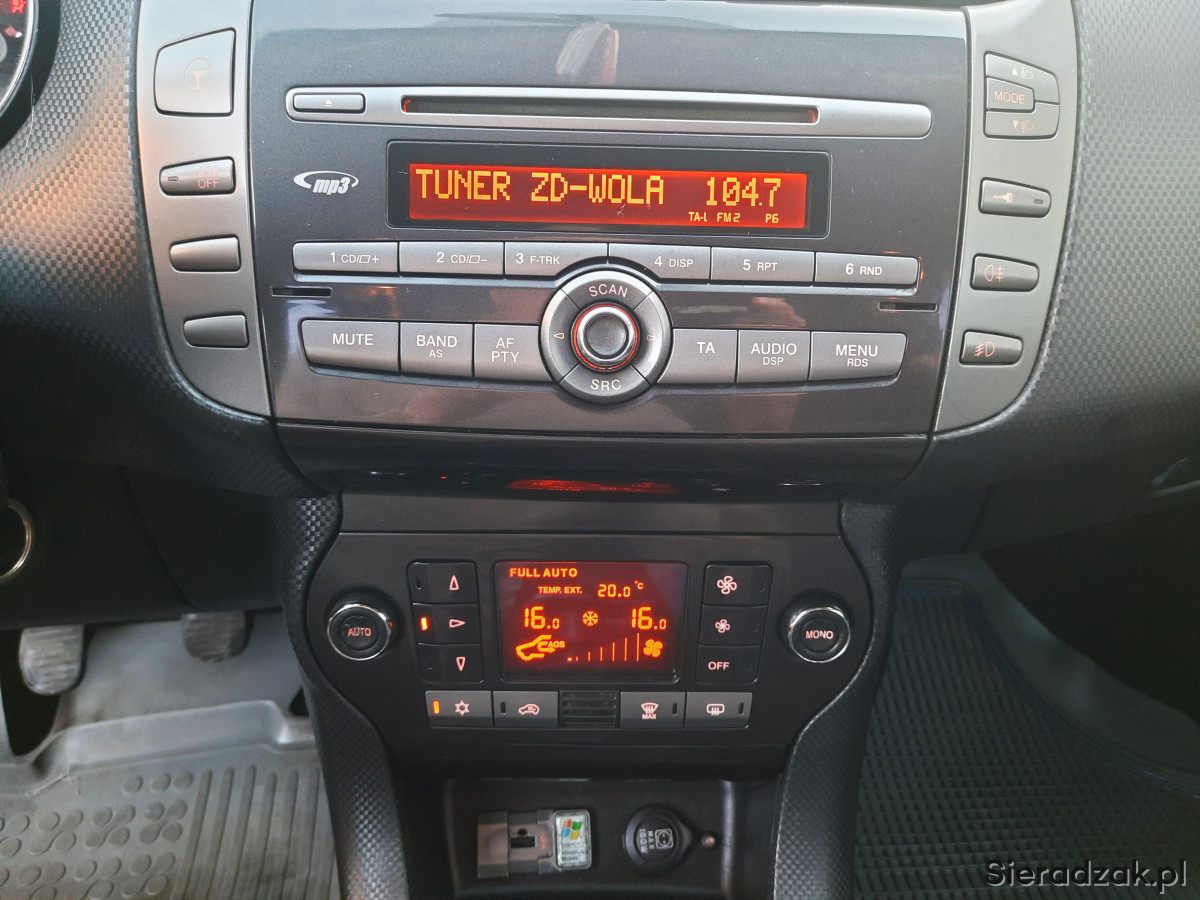 MODE
OFF
mp3
TUNER ZD-WOLA 104.7
TA-L FM2 P6
1 CD/▱+ 2 CD/▱- 3 F-TRK 4 DISP 5 RPT 6 RND
SCAN
MUTE BAND AS AF PTY TA AUDIO DSP MENU RDS
SRC
FULL AUTO
TEMP. EXT. 20.0 °C
16.0 16.0
AUTO
MONO
AQS
OFF
MAX
MAX
Sieradzak.pl